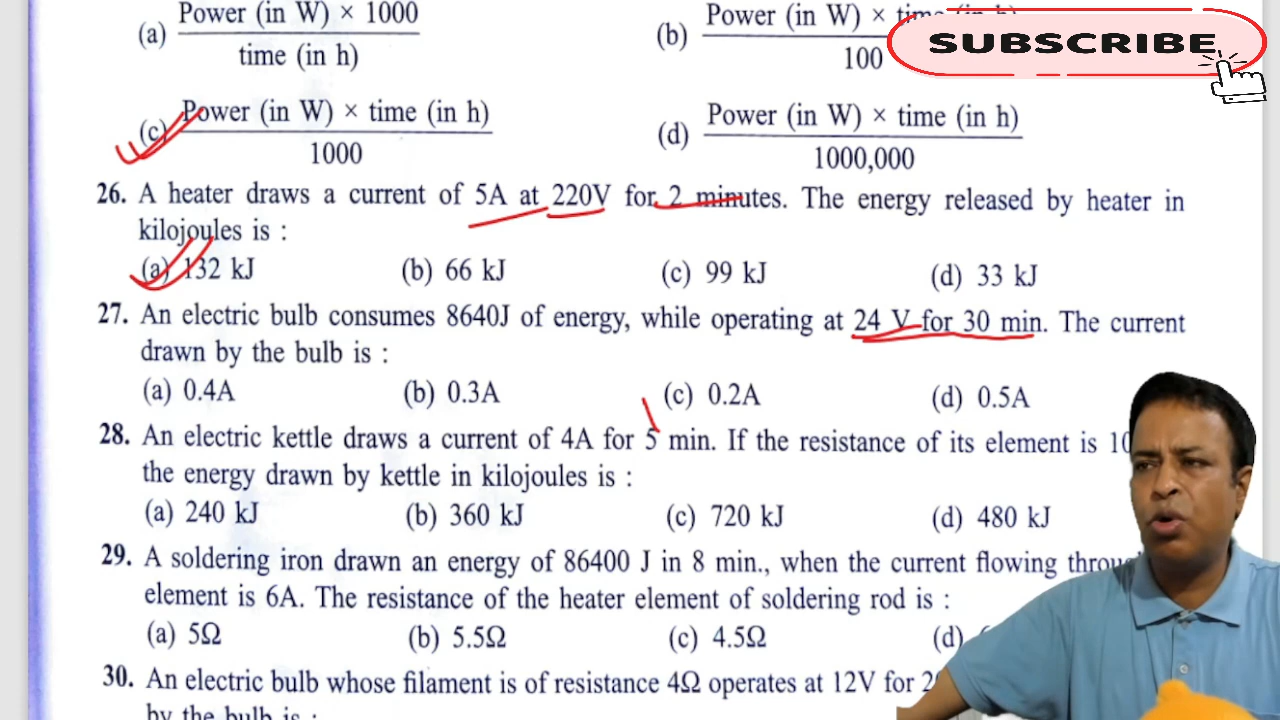 (a) Power (in W) × 1000 / time (in h) (b) Power (in W) × time (in h) / 100
SUBSCRIBE
(c) Power (in W) × time (in h) / 1000 (d) Power (in W) × time (in h) / 1000,000
26. A heater draws a current of 5A at 220V for 2 minutes. The energy released by heater in
kilojoules is :
(a) 132 kJ (b) 66 kJ (c) 99 kJ (d) 33 kJ
27. An electric bulb consumes 8640J of energy, while operating at 24 V for 30 min. The current
drawn by the bulb is :
(a) 0.4A (b) 0.3A (c) 0.2A (d) 0.5A
28. An electric kettle draws a current of 4A for 5 min. If the resistance of its element is
the energy drawn by kettle in kilojoules is :
(a) 240 kJ (b) 360 kJ (c) 720 kJ (d) 480 kJ
29. A soldering iron drawn an energy of 86400 J in 8 min., when the current flowing
element is 6A. The resistance of the heater element of soldering rod is :
(a) 5Ω (b) 5.5Ω (c) 4.5Ω (d)
30. An electric bulb whose filament is of resistance 4Ω operates at 12V for
by the bulb is :